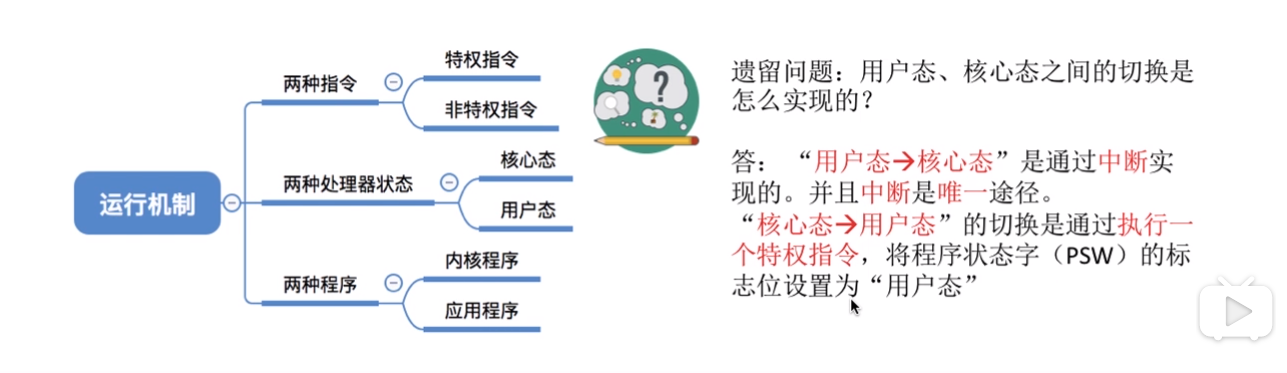 运行机制
两种指令
特权指令
非特权指令
两种处理器状态
核心态
用户态
两种程序
内核程序
应用程序
?
遗留问题：用户态、核心态之间的切换是
怎么实现的？
答： “用户态→核心态”是通过中断实
现的。并且中断是唯一途径。
“核心态→用户态”的切换是通过执行一
个特权指令，将程序状态字（PSW）的标
志位设置为“用户态”